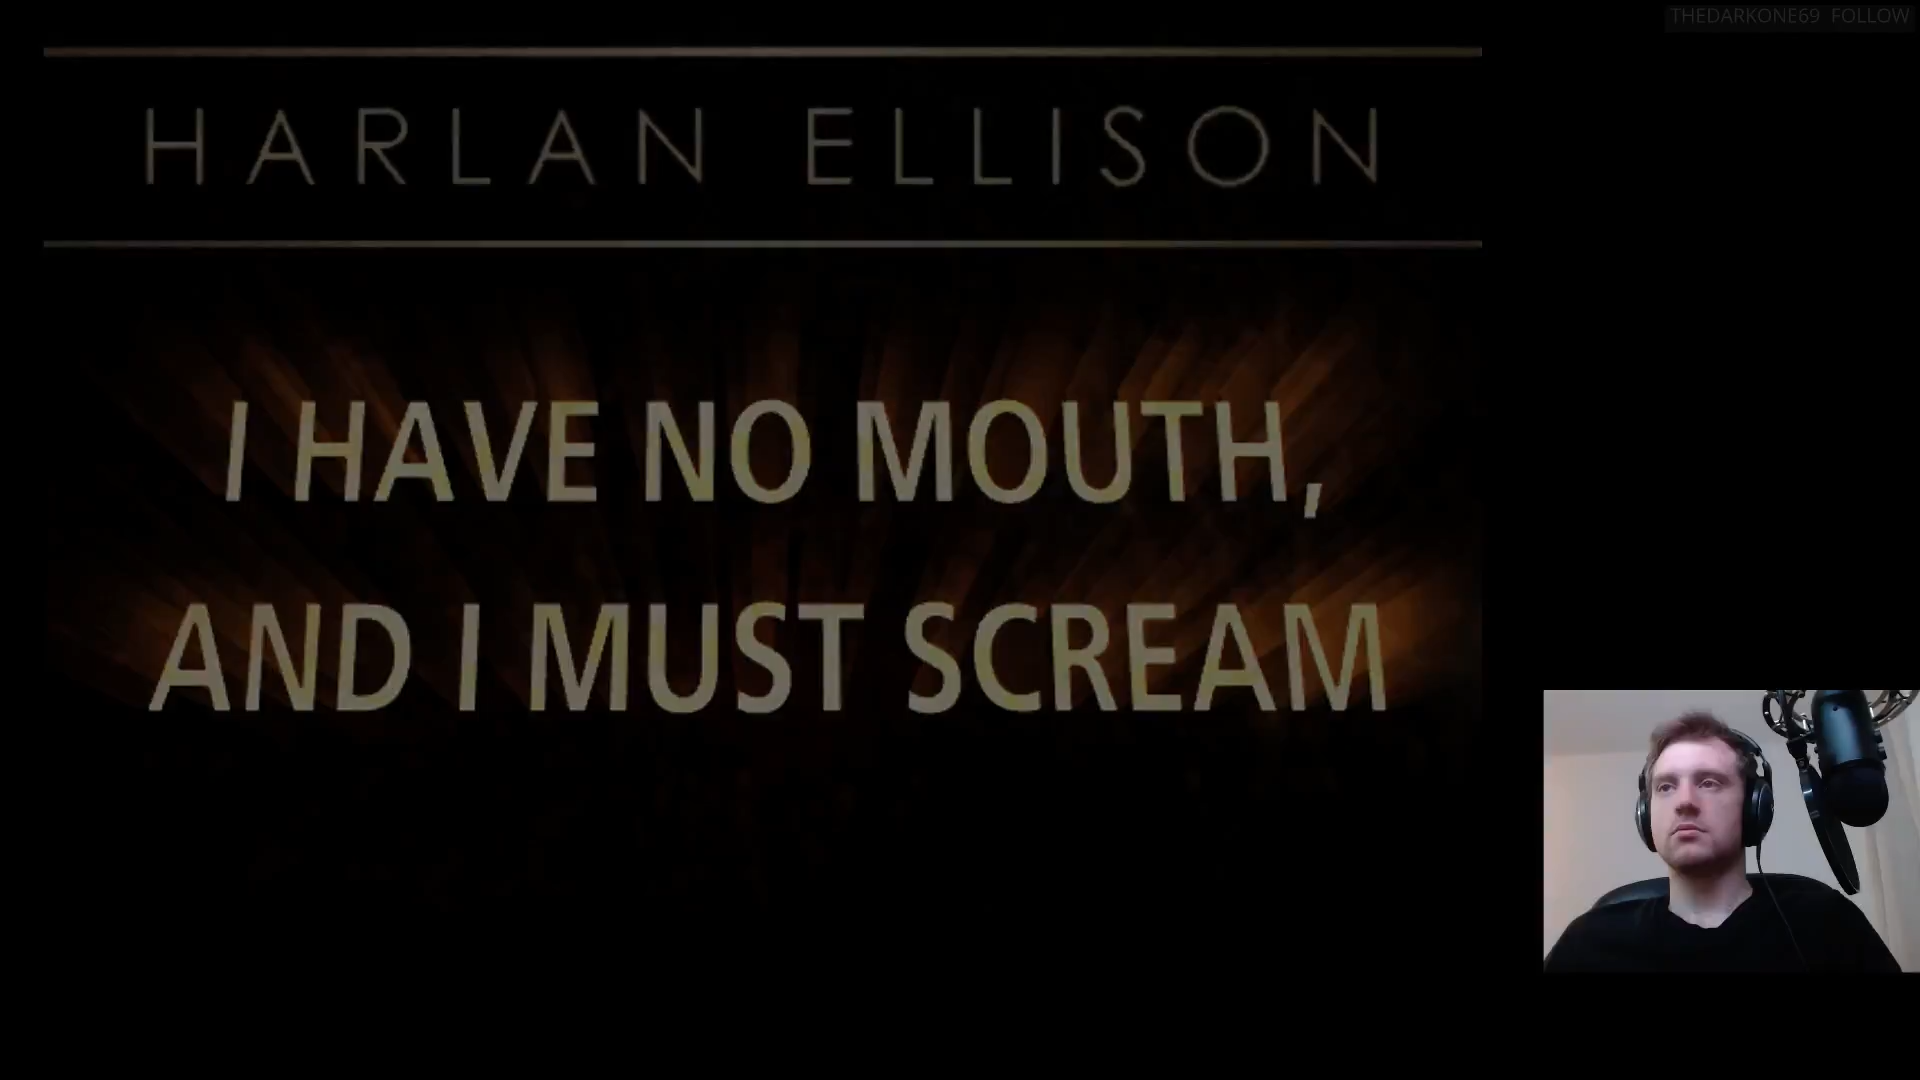 THEDARKONE69 FOLLOW
HARLAN ELLISON
I HAVE NO MOUTH,
AND I MUST SCREAM